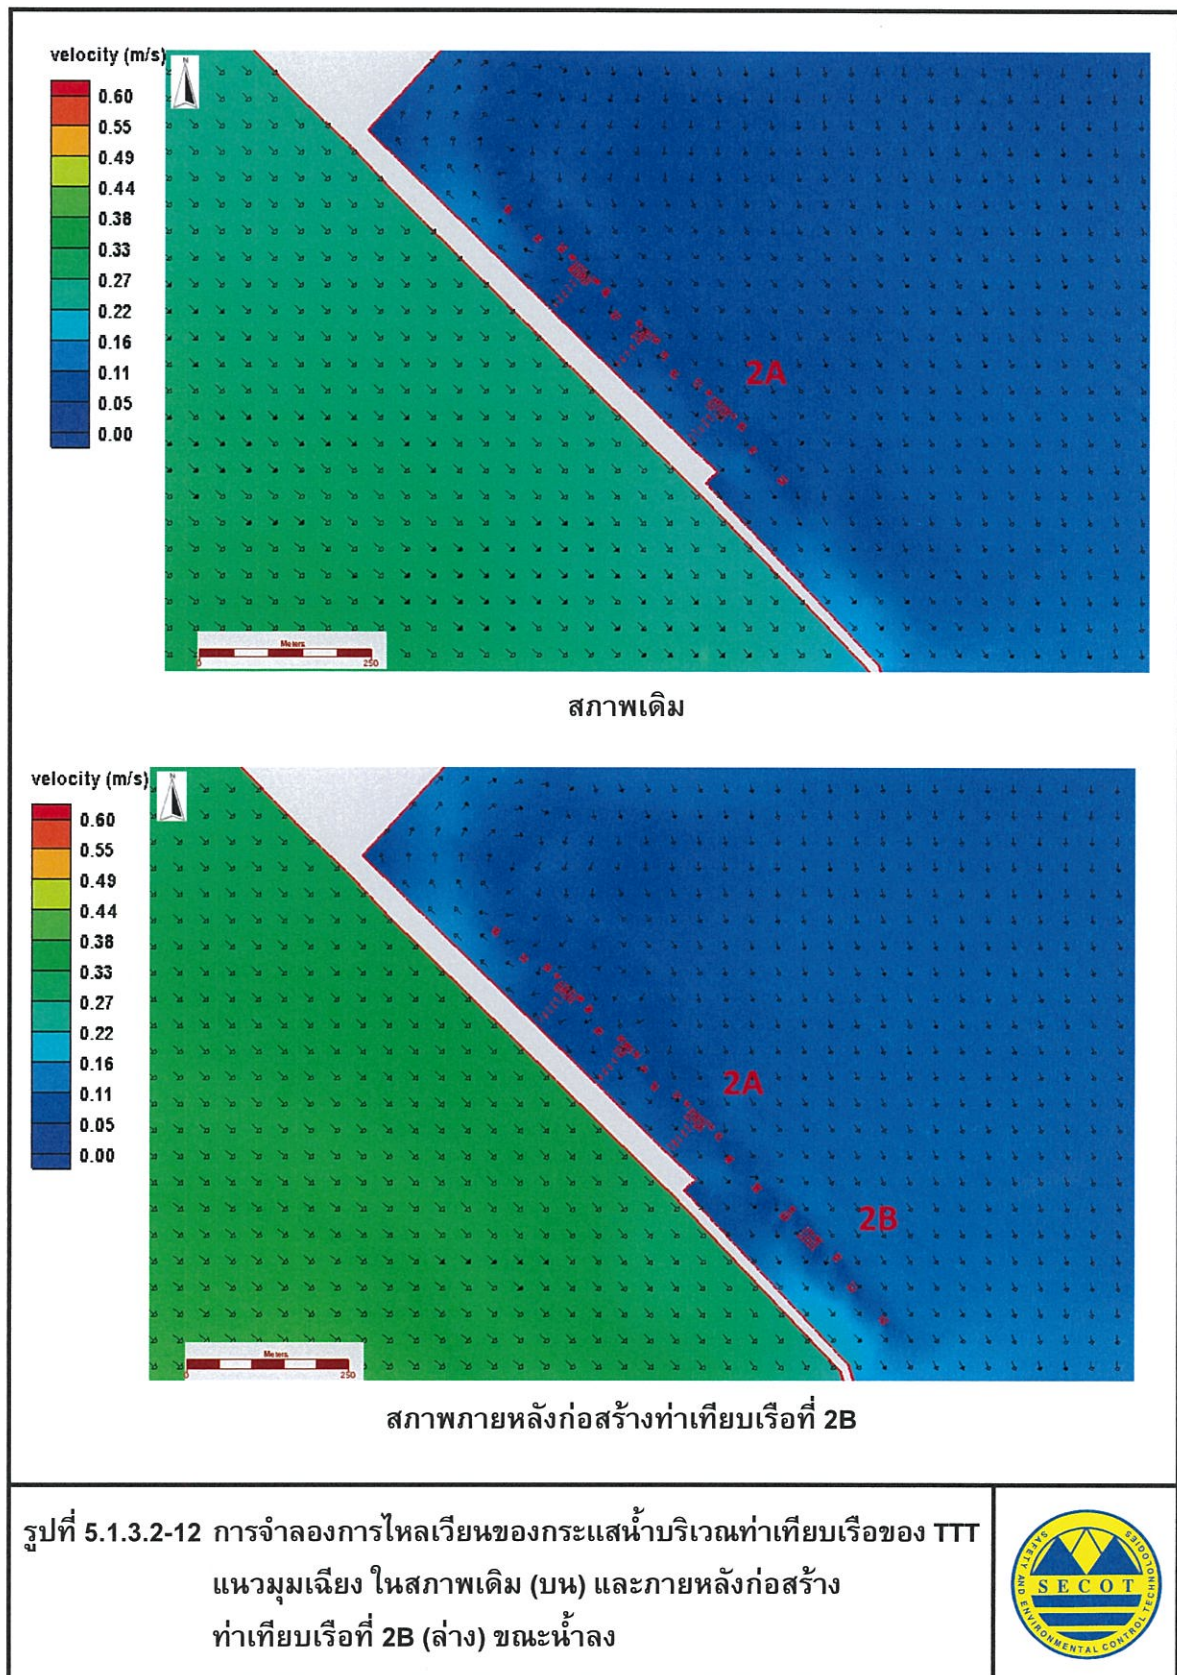 velocity (m/s)
0.60
0.55
0.49
0.44
0.38
0.33
0.27
0.22
0.16
0.11
0.05
0.00
N
2A
Meters
0
250
สภาพเดิม
velocity (m/s)
0.60
0.55
0.49
0.44
0.38
0.33
0.27
0.22
0.16
0.11
0.05
0.00
N
2A
2B
Meters
0
250
สภาพภายหลังก่อสร้างท่าเทียบเรือที่ 2B
รูปที่ 5.1.3.2-12 การจำลองการไหลเวียนของกระแสน้ำบริเวณท่าเทียบเรือของ TTT
แนวมุมเฉียง ในสภาพเดิม (บน) และภายหลังก่อสร้าง
ท่าเทียบเรือที่ 2B (ล่าง) ขณะน้ำลง
SAFETY AND ENVIRONMENTAL CONTROL TECHNOLOGIES
SECOT